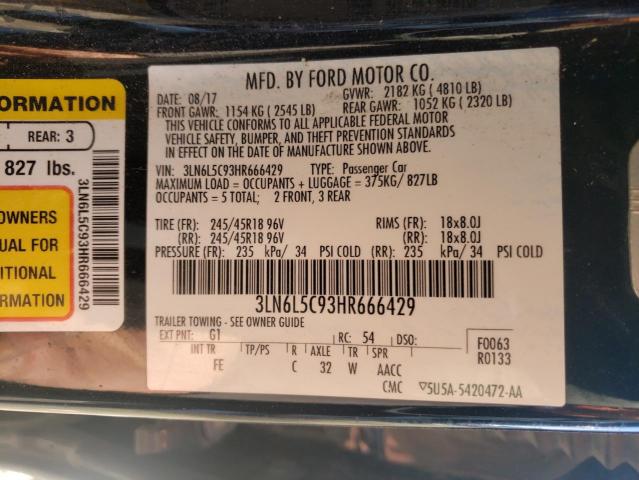 ORMATION
REAR: 3
827 lbs.
OWNERS
UAL FOR
ITIONAL
3LN6L5C93HR666429
MFD. BY FORD MOTOR CO.
DATE: 08/17 GVWR: 2182 KG ( 4810 LB)
FRONT GAWR: 1154 KG ( 2545 LB) REAR GAWR: 1052 KG ( 2320 LB)
THIS VEHICLE CONFORMS TO ALL APPLICABLE FEDERAL MOTOR
VEHICLE SAFETY, BUMPER, AND THEFT PREVENTION STANDARDS
IN EFFECT ON THE DATE OF MANUFACTURE SHOWN ABOVE.
VIN: 3LN6L5C93HR666429 TYPE: Passenger Car
MAXIMUM LOAD = OCCUPANTS + LUGGAGE = 375KG/ 827LB
OCCUPANTS = 5 TOTAL; 2 FRONT, 3 REAR
TIRE (FR): 245/45R18 96V RIMS (FR): 18x8.0J
(RR): 245/45R18 96V (RR): 18x8.0J
PRESSURE (FR): 235 kPa/ 34 PSI COLD (RR): 235 kPa/ 34 PSI COLD
3LN6L5C93HR666429
TRAILER TOWING - SEE OWNER GUIDE
EXT PNT: G1 RC: 54 DSO: F0063
INT TR TP/PS R AXLE TR SPR R0133
FE C 32 W AACC
CMC 5U5A-5420472-AA